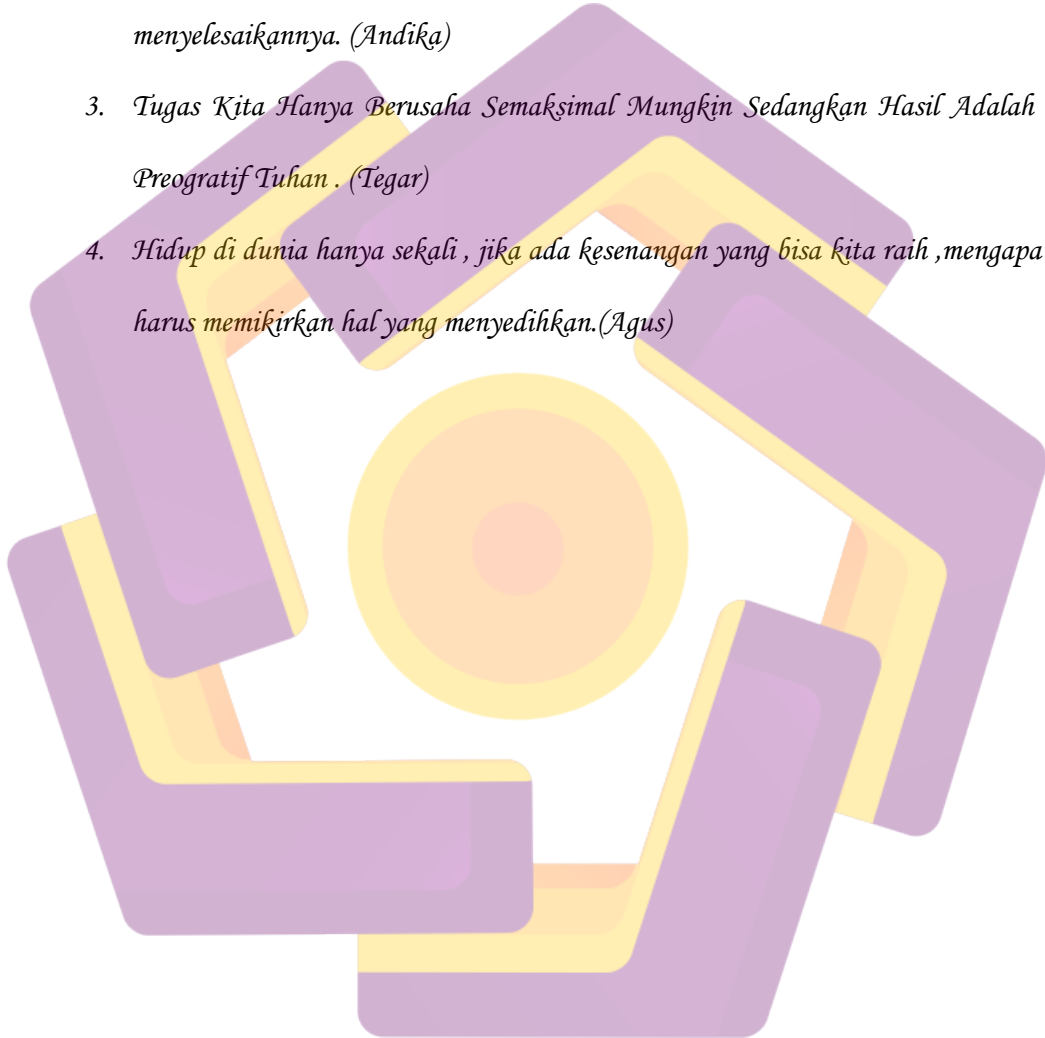 menyelesaikannya. (Andika)
3. Tugas Kita Hanya Berusaha Semaksimal Mungkin Sedangkan Hasil Adalah
Preogratif Tuhan . (Tegar)
4. Hidup di dunia hanya sekali , jika ada kesenangan yang bisa kita raih ,mengapa
harus memikirkan hal yang menyedihkan.(Agus)